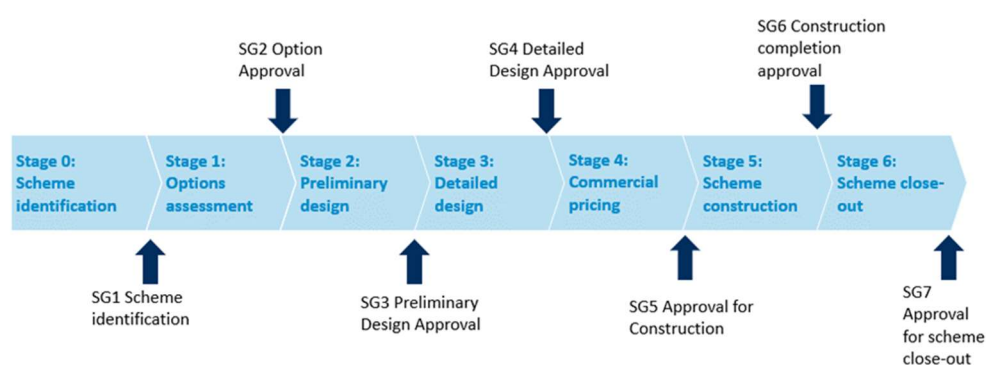 SG2 Option
Approval
SG4 Detailed
Design Approval
SG6 Construction
completion
approval
Stage 0:
Scheme
identification
Stage 1:
Options
assessment
Stage 2:
Preliminary
design
Stage 3:
Detailed
design
Stage 4:
Commercial
pricing
Stage 5:
Scheme
construction
Stage 6:
Scheme close-
out
SG1 Scheme
identification
SG3 Preliminary
Design Approval
SG5 Approval for
Construction
SG7
Approval
for scheme
close-out